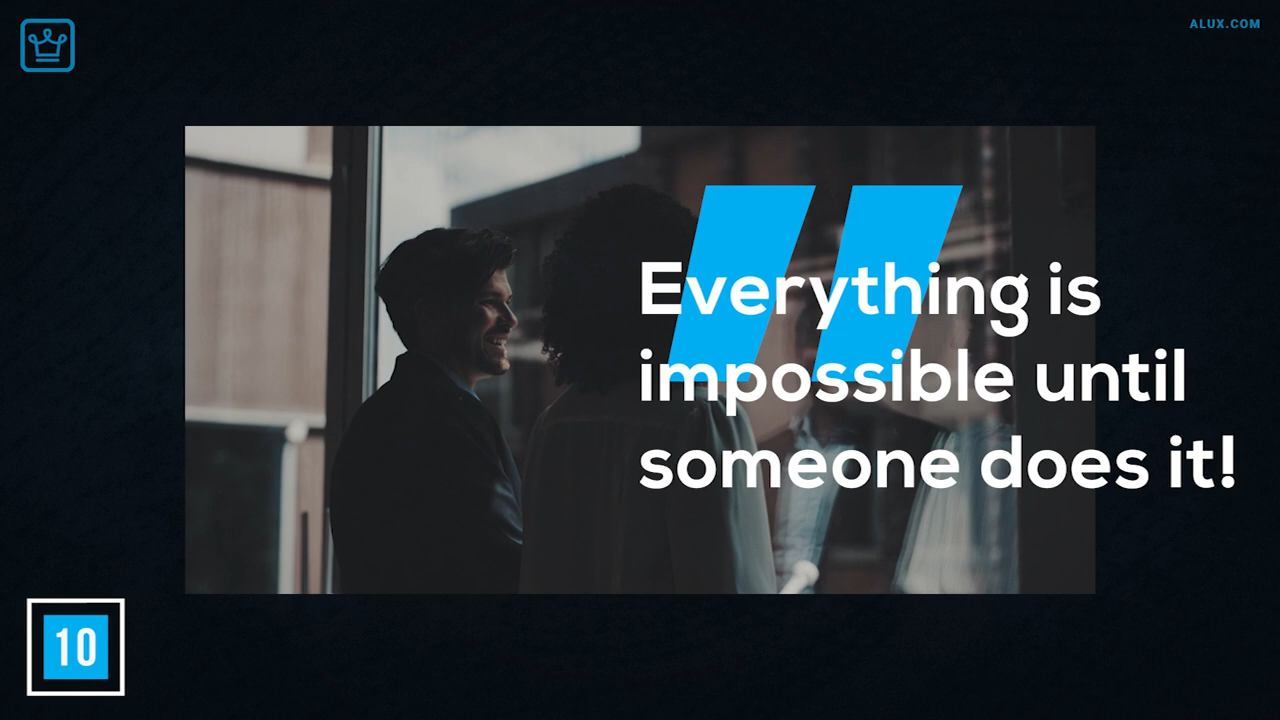 ALUX.COM
Everything is
impossible until
someone does it!
10